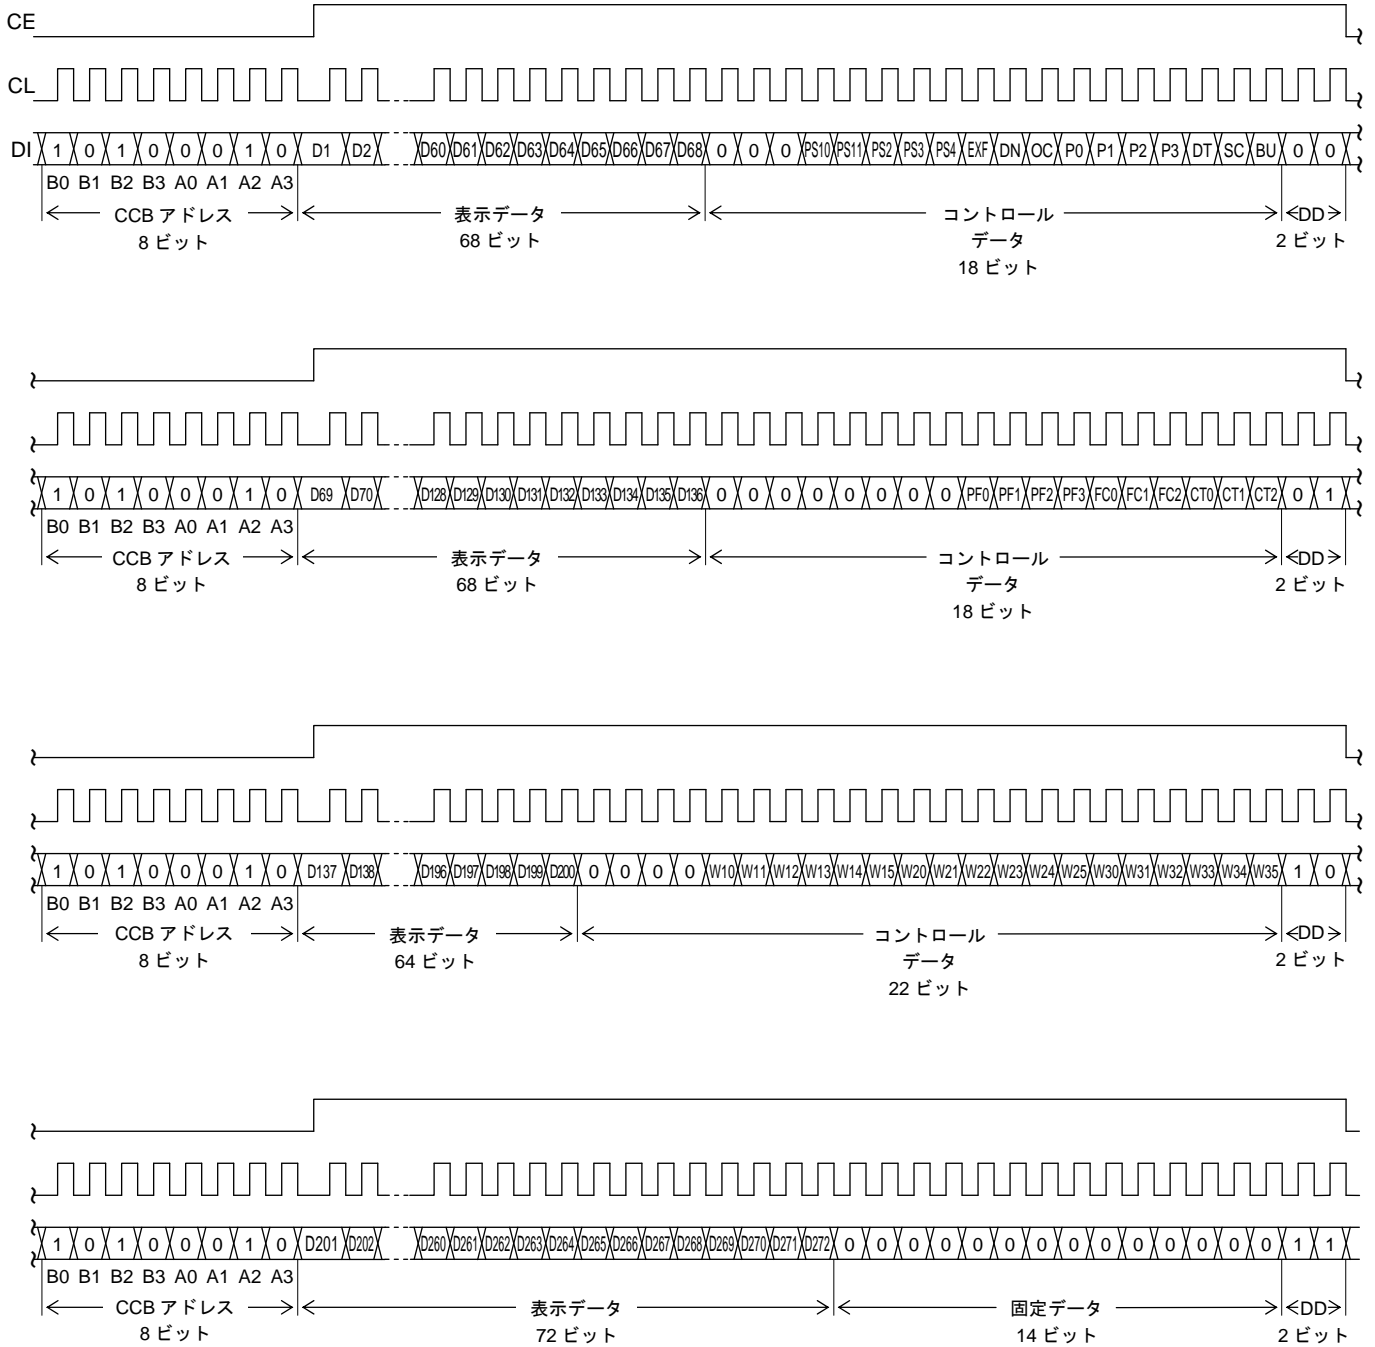 CE
CL
DI 1 0 1 0 0 0 1 0 D1 D2 D60 D61 D62 D63 D64 D65 D66 D67 D68 0 0 0 PS10 PS11 PS2 PS3 PS4 EXF DN OC P0 P1 P2 P3 DT SC BU 0 0
B0 B1 B2 B3 A0 A1 A2 A3
CCB アドレス 表示データ コントロール DD
8 ビット 68 ビット データ 2 ビット
18 ビット
1 0 1 0 0 0 1 0 D69 D70 D128 D129 D130 D131 D132 D133 D134 D135 D136 0 0 0 0 0 0 0 0 PF0 PF1 PF2 PF3 FC0 FC1 FC2 CT0 CT1 CT2 0 1
B0 B1 B2 B3 A0 A1 A2 A3
CCB アドレス 表示データ コントロール DD
8 ビット 68 ビット データ 2 ビット
18 ビット
1 0 1 0 0 0 1 0 D137 D138 D196 D197 D198 D199 D200 0 0 0 0 W10 W11 W12 W13 W14 W15 W20 W21 W22 W23 W24 W25 W30 W31 W32 W33 W34 W35 1 0
B0 B1 B2 B3 A0 A1 A2 A3
CCB アドレス 表示データ コントロール DD
8 ビット 64 ビット データ 2 ビット
22 ビット
1 0 1 0 0 0 1 0 D201 D202 D260 D261 D262 D263 D264 D265 D266 D267 D268 D269 D270 D271 D272 0 0 0 0 0 0 0 0 0 0 0 0 0 0 1 1
B0 B1 B2 B3 A0 A1 A2 A3
CCB アドレス 表示データ 固定データ DD
8 ビット 72 ビット 14 ビット 2 ビット